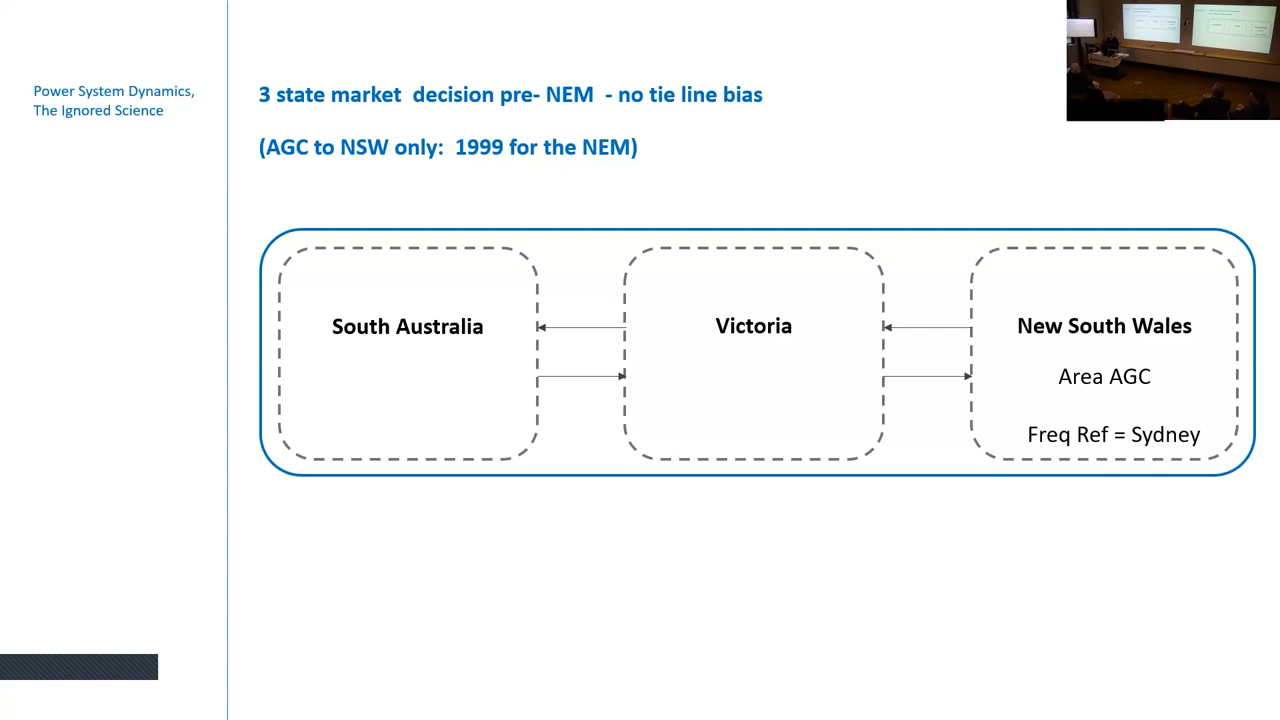 Power System Dynamics,
The Ignored Science
3 state market decision pre- NEM - no tie line bias
(AGC to NSW only: 1999 for the NEM)
South Australia
Victoria
New South Wales
Area AGC
Freq Ref = Sydney